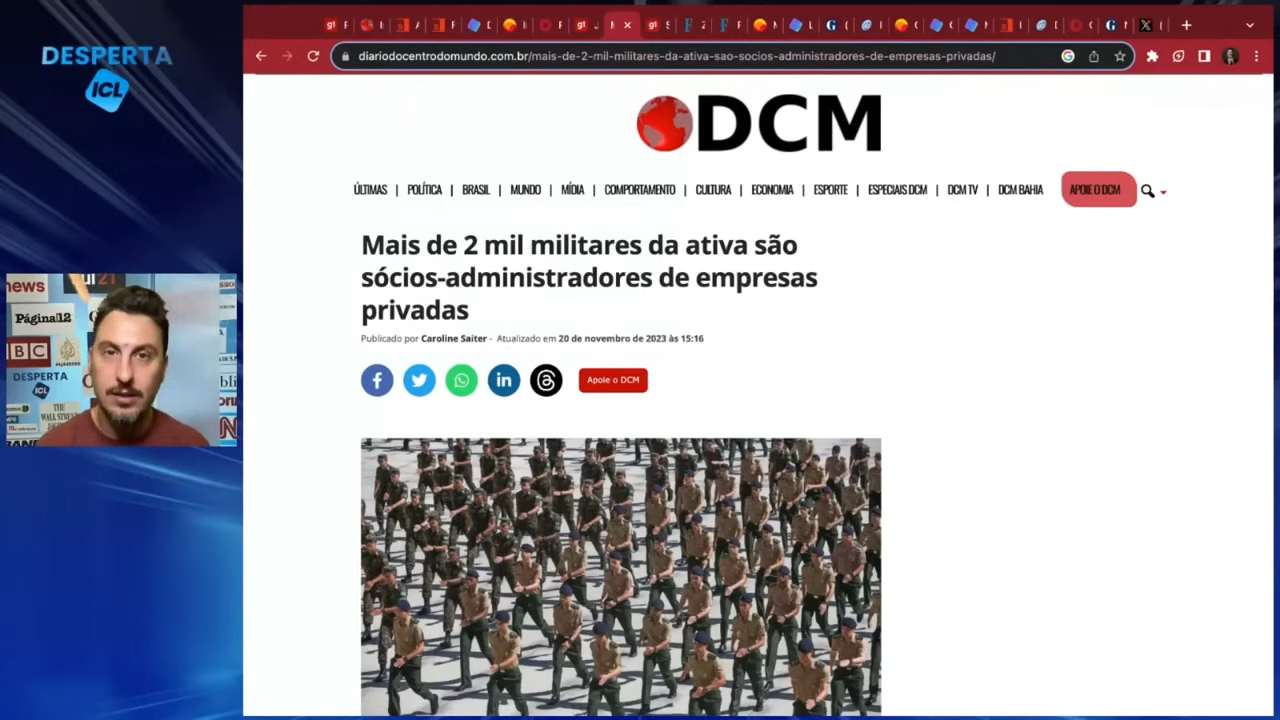 DESPERTA
ICL
diariodocentrodomundo.com.br/mais-de-2-mil-militares-da-ativa-sao-socios-administradores-de-empresas-privadas/
DCM
ÚLTIMAS | POLÍTICA | BRASIL | MUNDO | MÍDIA | COMPORTAMENTO | CULTURA | ECONOMIA | ESPORTE | ESPECIAIS DCM | DCM TV | DCM BAHIA
APOIE O DCM
Mais de 2 mil militares da ativa são
sócios-administradores de empresas
privadas
Publicado por Caroline Saiter - Atualizado em 20 de novembro de 2023 às 15:16
Apoie o DCM
news
Página12
BBC
DESPERTA
ICL
THE
WALL STREET